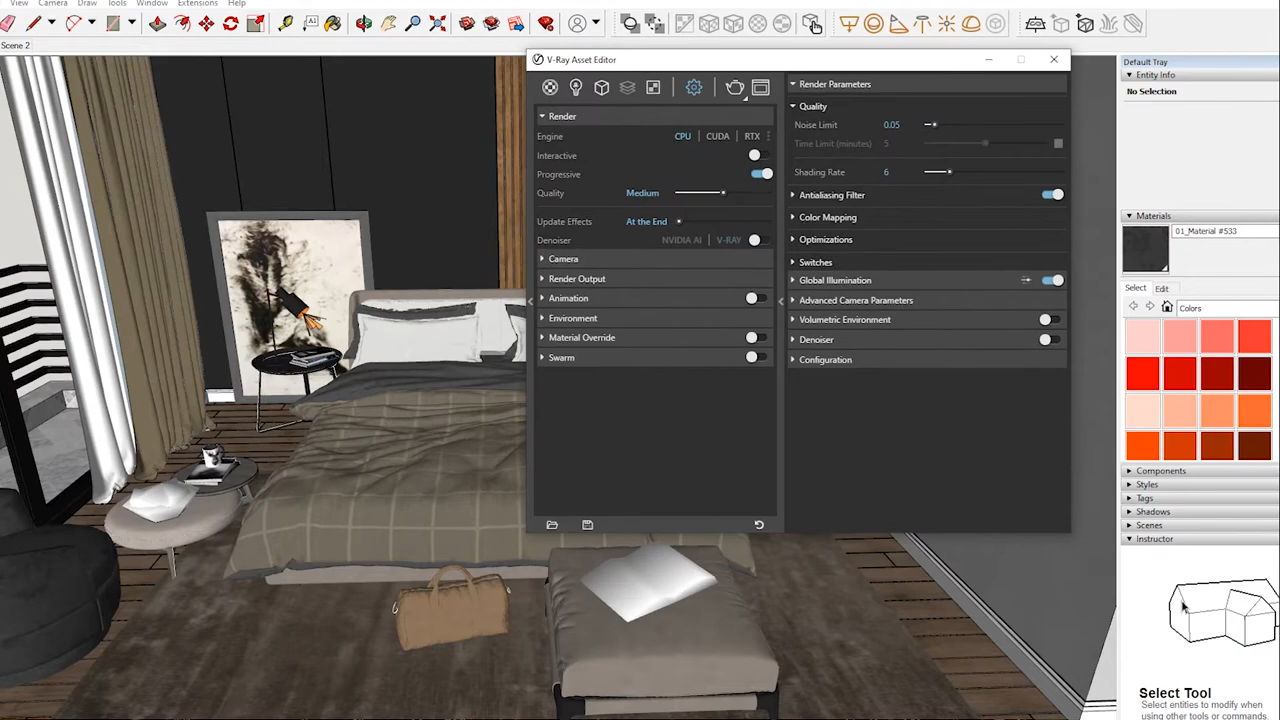 View Camera Draw Tools Window Extensions Help
Scene 2
V-Ray Asset Editor
Render
Engine CPU CUDA RTX
Interactive
Progressive
Quality Medium
Update Effects At the End
Denoiser NVIDIA AI V-RAY
Camera
Render Output
Animation
Environment
Material Override
Swarm
Render Parameters
Quality
Noise Limit 0.05
Time Limit (minutes) 5
Shading Rate 6
Antialiasing Filter
Color Mapping
Optimizations
Switches
Global Illumination
Advanced Camera Parameters
Volumetric Environment
Denoiser
Configuration
Default Tray
Entity Info
No Selection
Materials
01_Material #533
Select Edit
Colors
Components
Styles
Tags
Shadows
Scenes
Instructor
Select Tool
Select entities to modify when
using other tools or commands